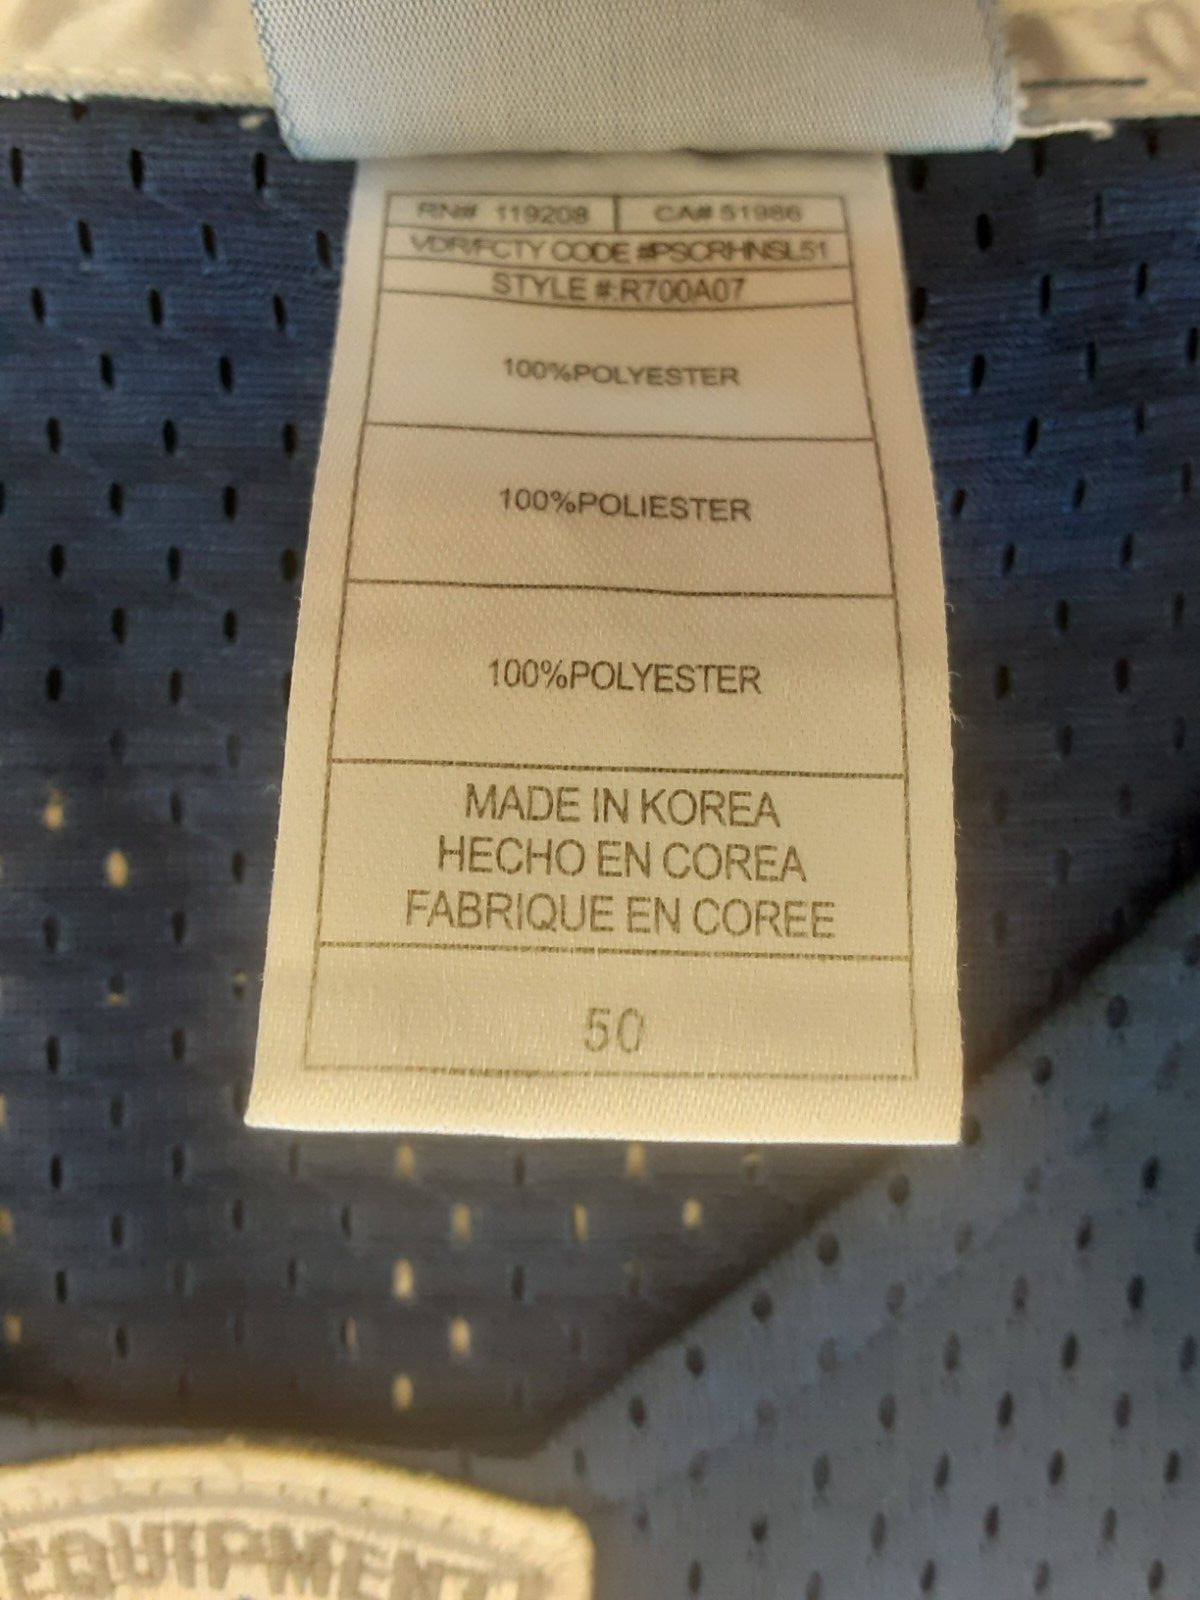 RN# 119208 CA# 51986
VDR/FCTY CODE #PSCRHNSL51
STYLE #:R700A07
100%POLYESTER
100%POLIESTER
100%POLYESTER
MADE IN KOREA
HECHO EN COREA
FABRIQUE EN COREE
50
EQUIPMENT